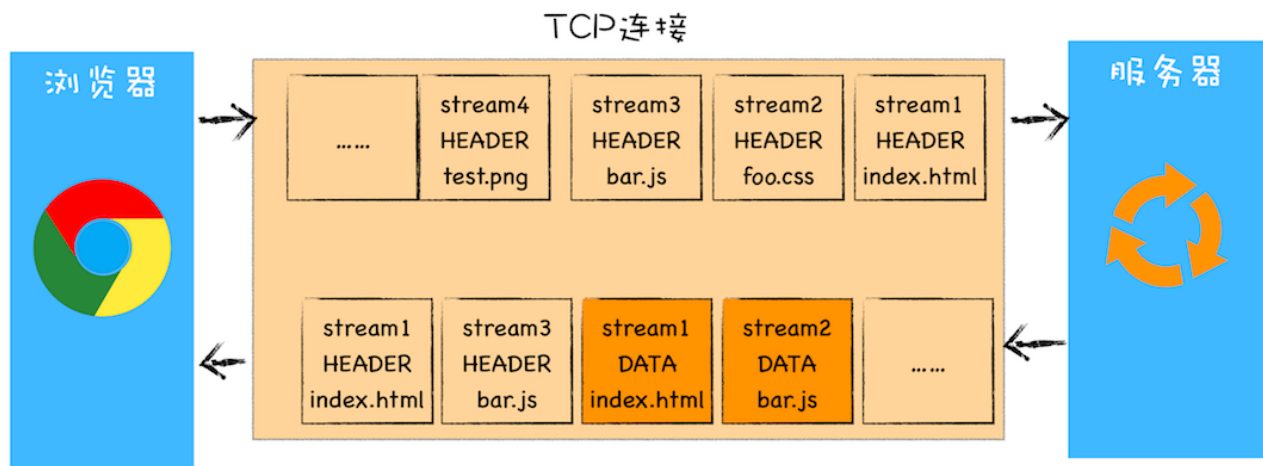 TCP连接
浏览器
服务器
……
stream4
HEADER
test.png
stream3
HEADER
bar.js
stream2
HEADER
foo.css
stream1
HEADER
index.html
stream1
HEADER
index.html
stream3
HEADER
bar.js
stream1
DATA
index.html
stream2
DATA
bar.js
……